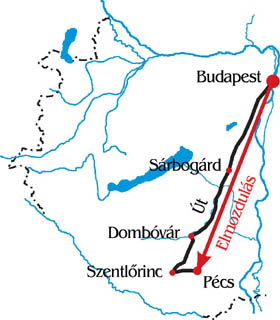 Budapest
Sárbogárd
Út
Elmozdulás
Dombóvár
Szentlőrinc
Pécs